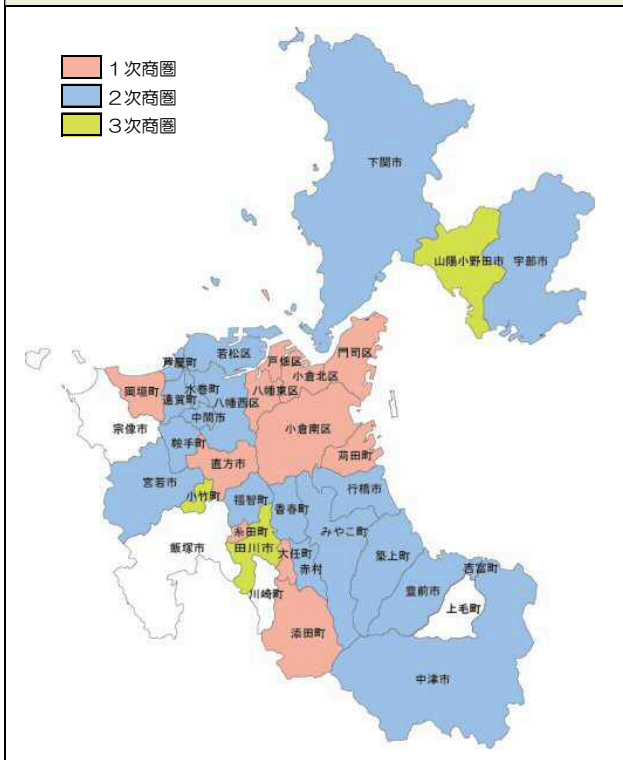 １次商圏
２次商圏
３次商圏
下関市
山陽小野田市
宇部市
門司区
若松区
戸畑区
芦屋町
小倉北区
水巻町
岡垣町
八幡東区
遠賀町
八幡西区
中間市
宗像市
小倉南区
鞍手町
苅田町
直方市
宮若市
行橋市
小竹町
福智町
香春町
みやこ町
糸田町
飯塚市
田川市
大任町
築上町
吉富町
赤村
豊前市
川崎町
上毛町
添田町
中津市